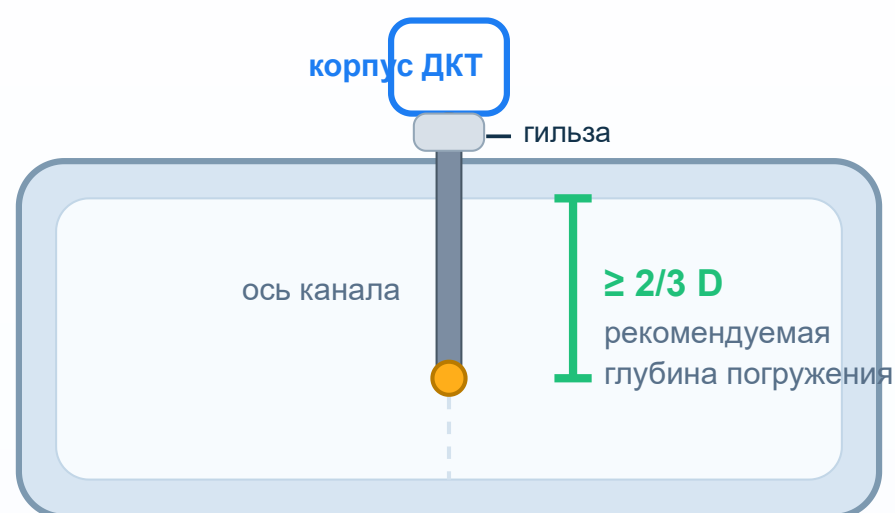 корпус ДКТ
гильза
ось канала
≥ 2/3 D
рекомендуемая
глубина погружения